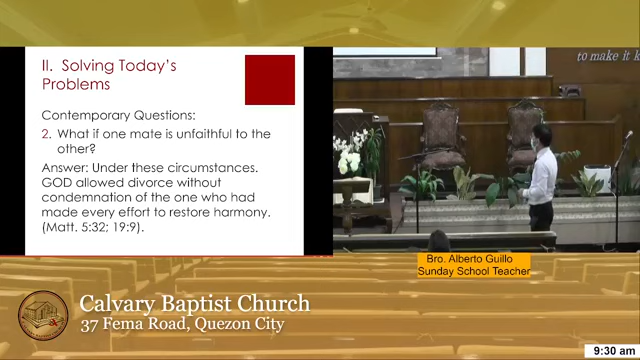 II. Solving Today's
Problems
Contemporary Questions:
2. What if one mate is unfaithful to the
other?
Answer: Under these circumstances.
GOD allowed divorce without
condemnation of the one who had
made every effort to restore harmony.
(Matt. 5:32; 19:9).
to make it k
Bro. Alberto Guillo
Sunday School Teacher
Calvary Baptist Church
37 Fema Road, Quezon City
9:30 am